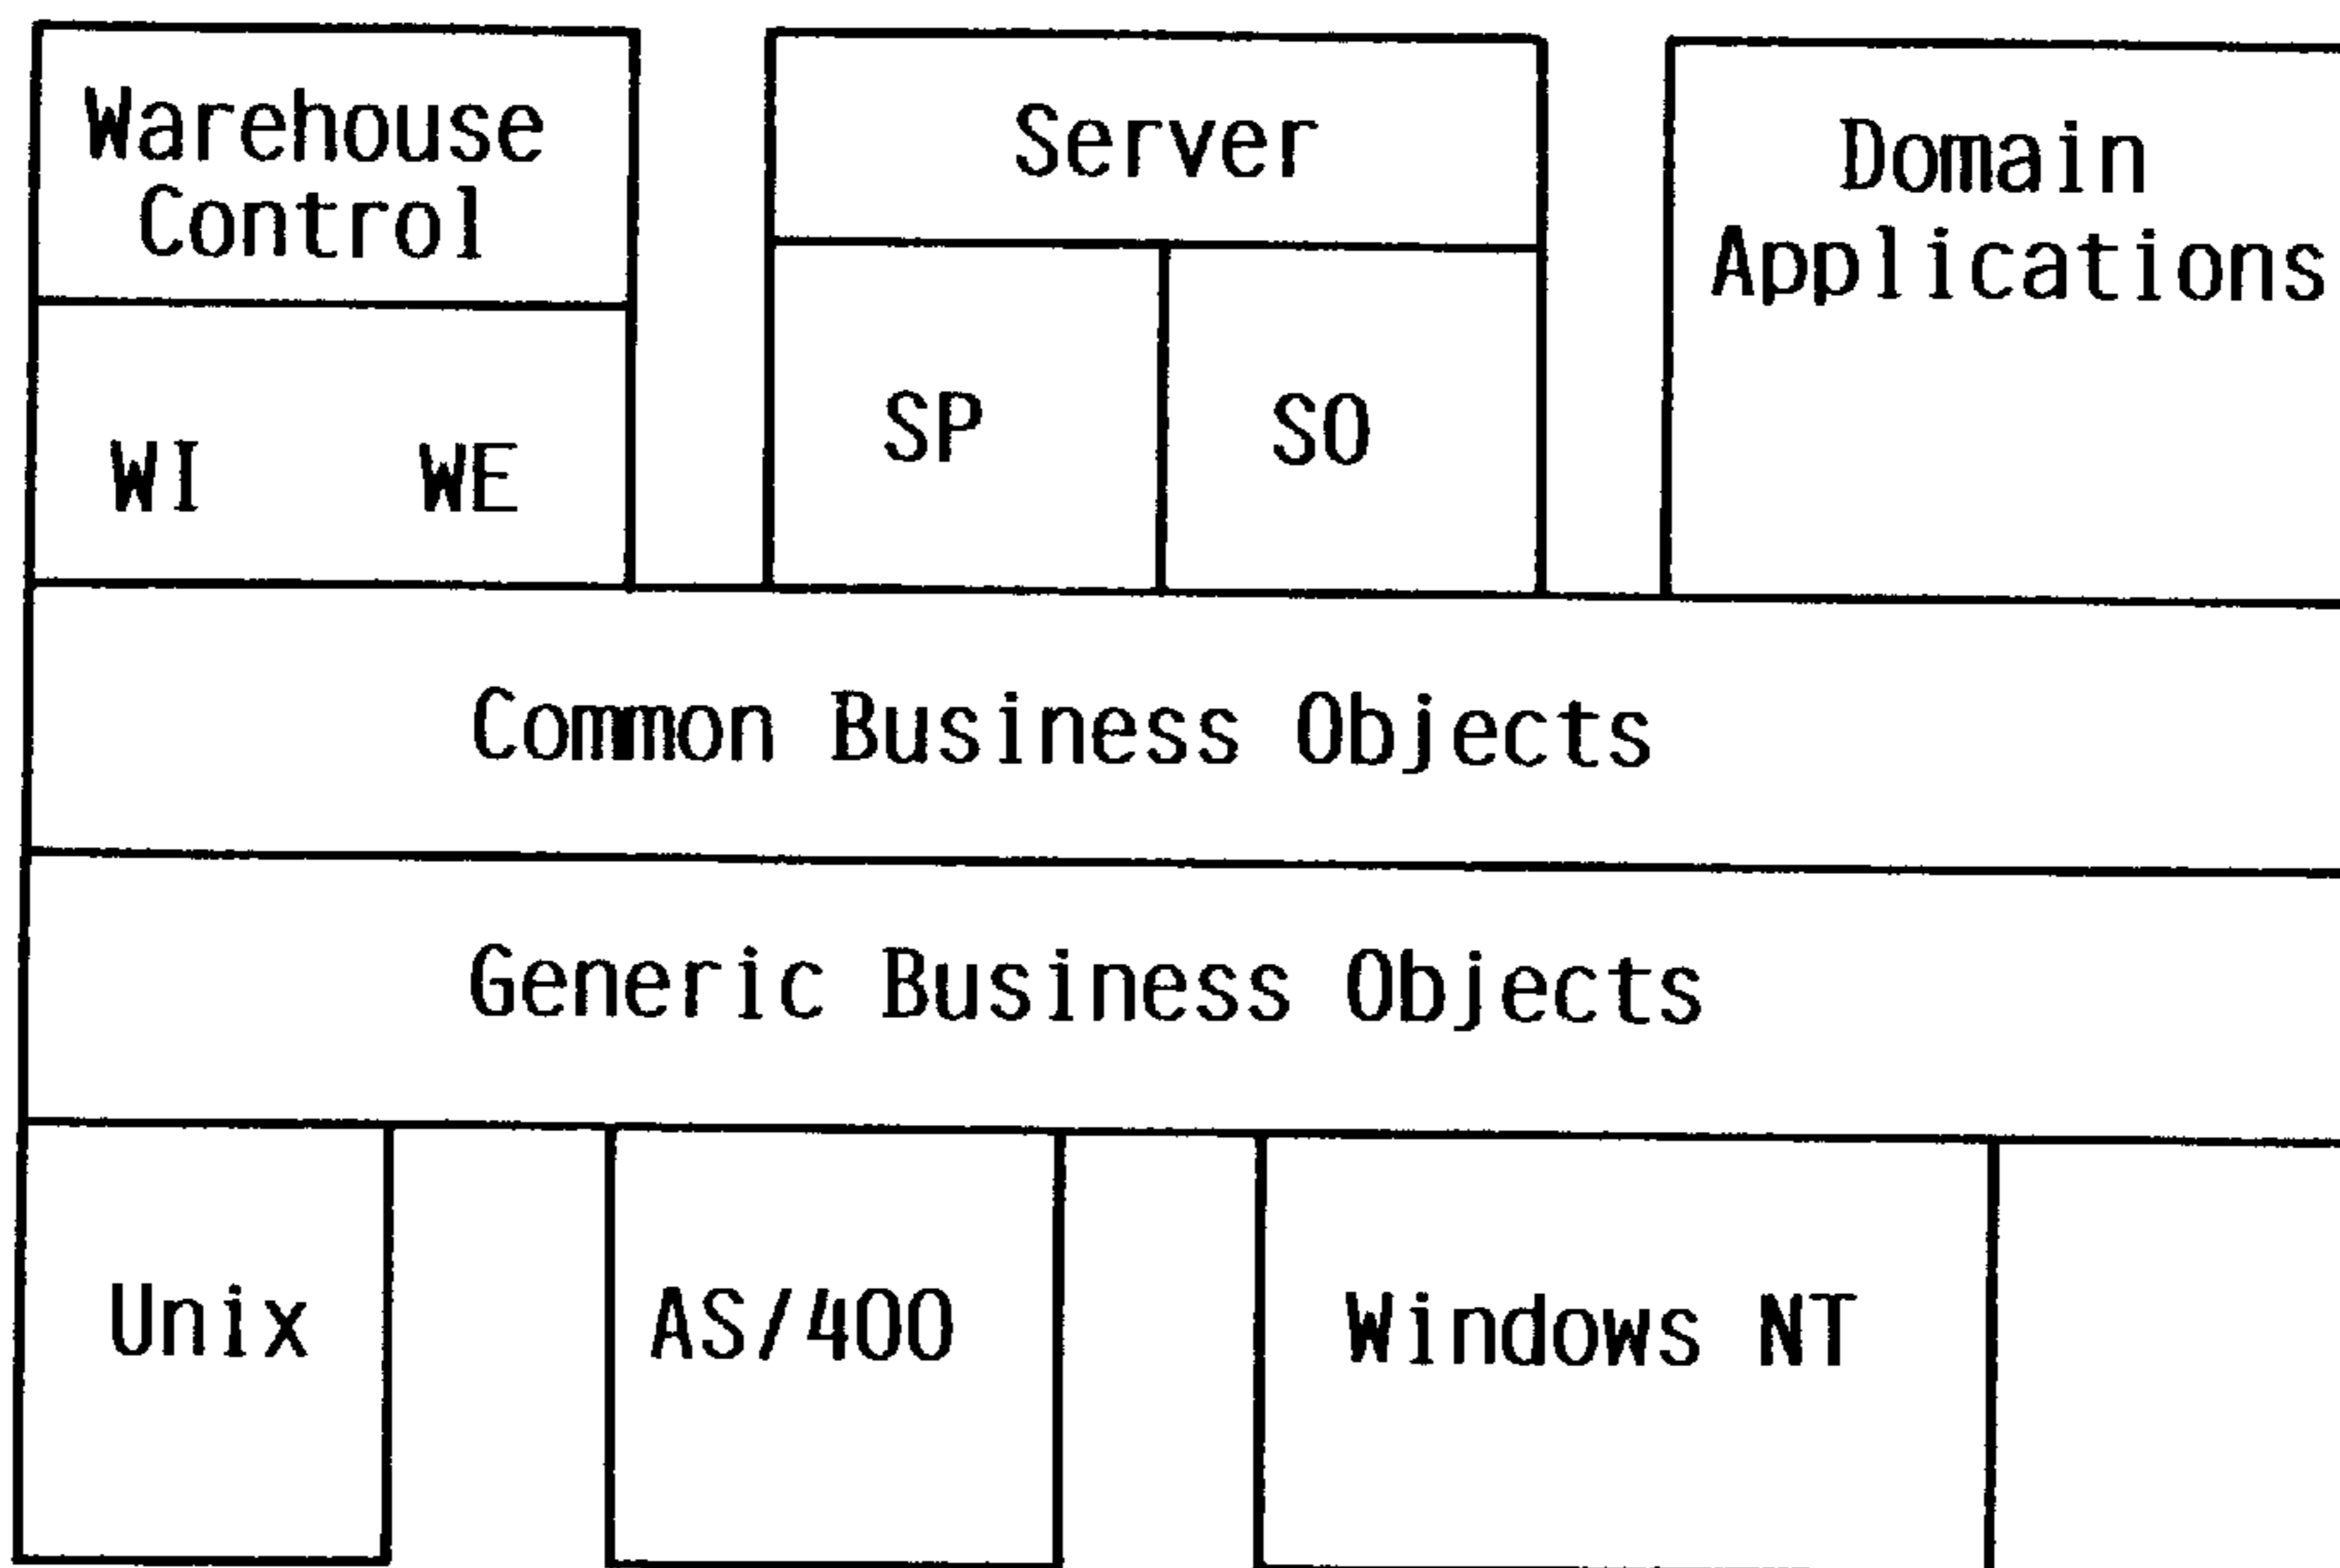 Warehouse
Control
Server
Domain
Applications
WI WE
SP SO
Common Business Objects
Generic Business Objects
Unix AS/400 Windows NT